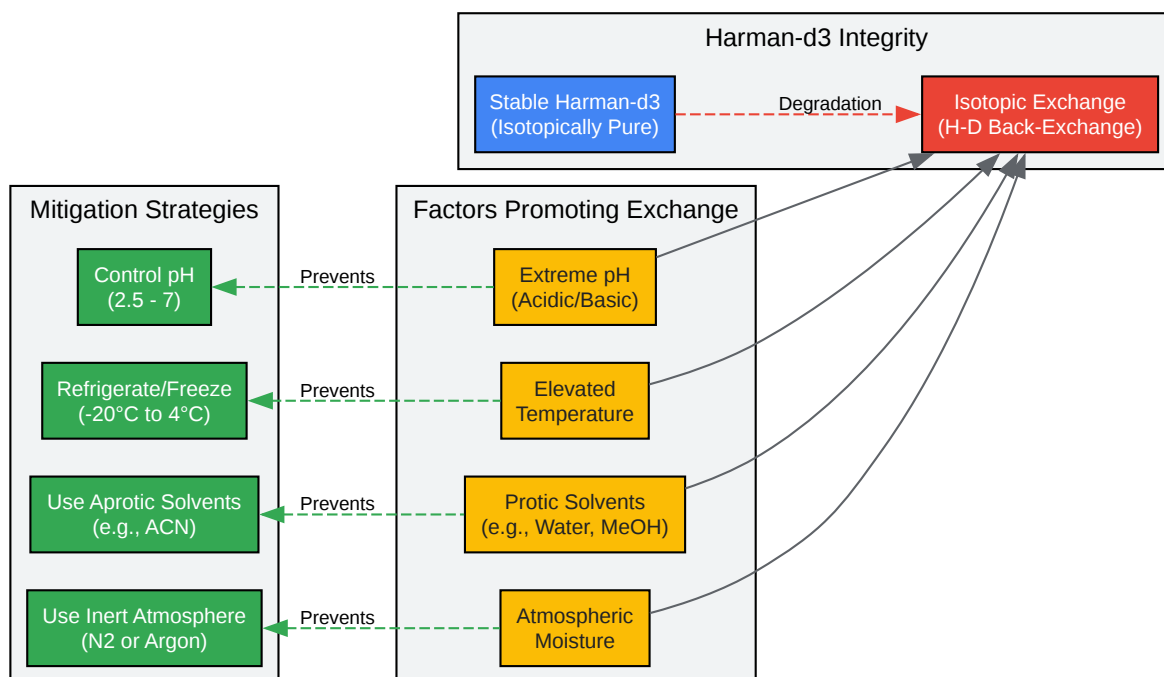 Harman-d3 Integrity
Stable Harman-d3
(Isotopically Pure)
Degradation
Isotopic Exchange
(H-D Back-Exchange)
Mitigation Strategies
Factors Promoting Exchange
Control pH
(2.5 - 7)
Prevents
Extreme pH
(Acidic/Basic)
Refrigerate/Freeze
(-20°C to 4°C)
Prevents
Elevated
Temperature
Use Aprotic Solvents
(e.g., ACN)
Prevents
Protic Solvents
(e.g., Water, MeOH)
Use Inert Atmosphere
(N2 or Argon)
Prevents
Atmospheric
Moisture